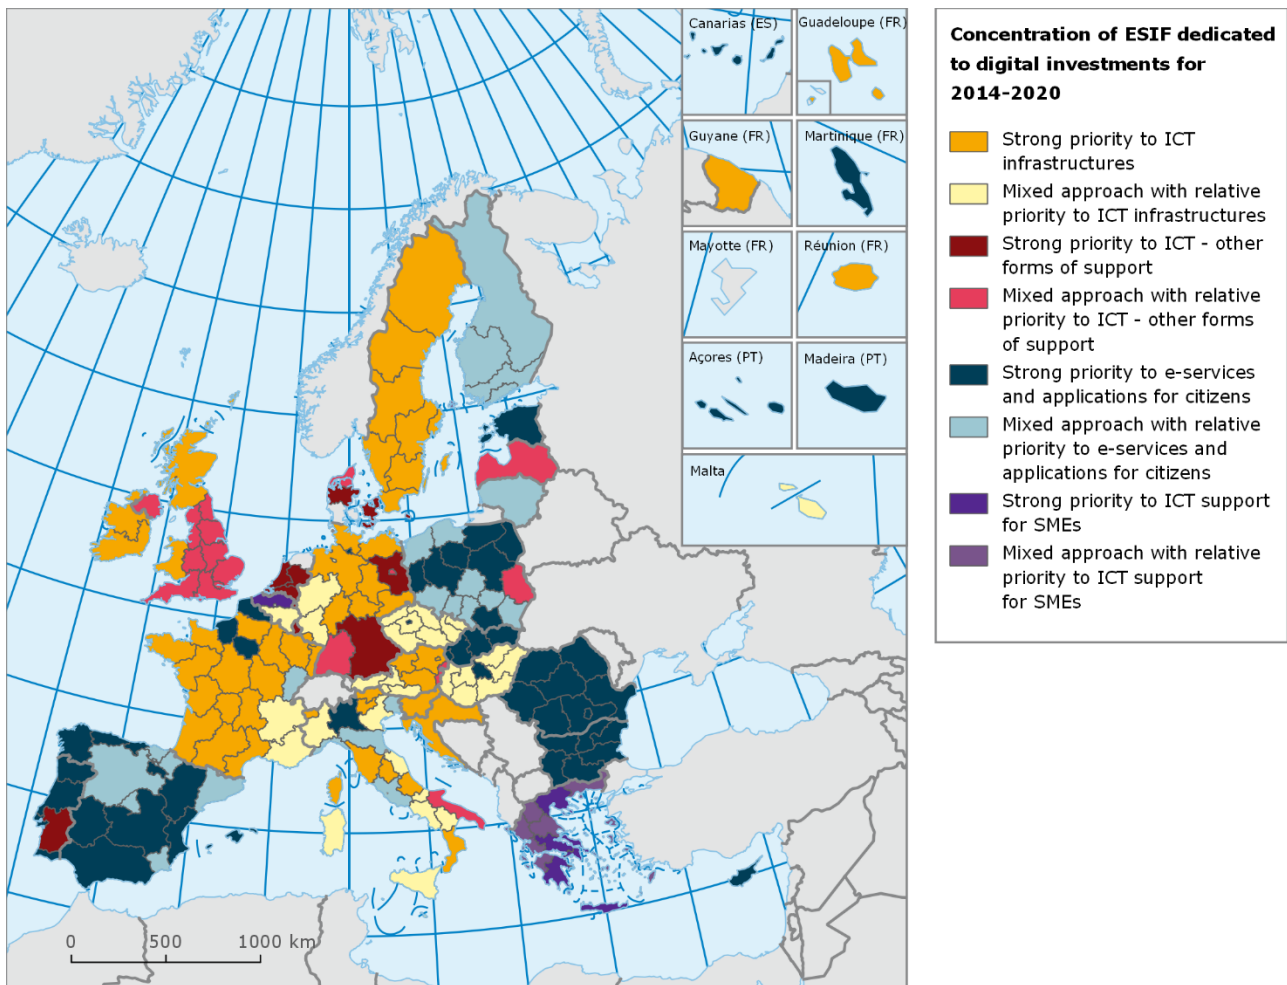 Canarias (ES)
Guadeloupe (FR)
Guyane (FR)
Martinique (FR)
Mayotte (FR)
Réunion (FR)
Açores (PT)
Madeira (PT)
Malta
0 500 1000 km
Concentration of ESIF dedicated
to digital investments for
2014–2020
Strong priority to ICT
infrastructures
Mixed approach with relative
priority to ICT infrastructures
Strong priority to ICT - other
forms of support
Mixed approach with relative
priority to ICT - other forms
of support
Strong priority to e-services
and applications for citizens
Mixed approach with relative
priority to e-services and
applications for citizens
Strong priority to ICT support
for SMEs
Mixed approach with relative
priority to ICT support
for SMEs